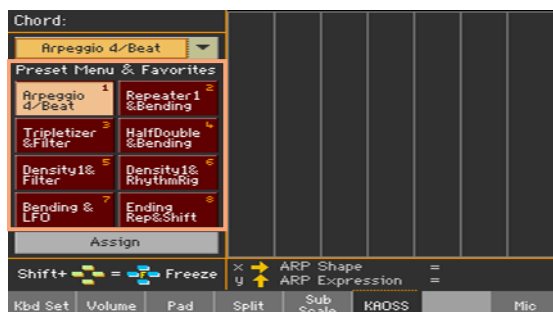 Chord:
Arpeggio 4/Beat
Preset Menu & Favorites
Arpeggio 4/Beat 1
Repeater1 &Bending 2
Tripletizer &Filter 3
HalfDouble &Bending 4
Density1& Filter 5
Density1& RhythmRig 6
Bending & LFO 7
Ending Rep&Shift 8
Assign
Shift+ = F Freeze
x ARP Shape =
y ARP Expression =
Kbd Set Volume Pad Split Sub Scale KAOSS Mic